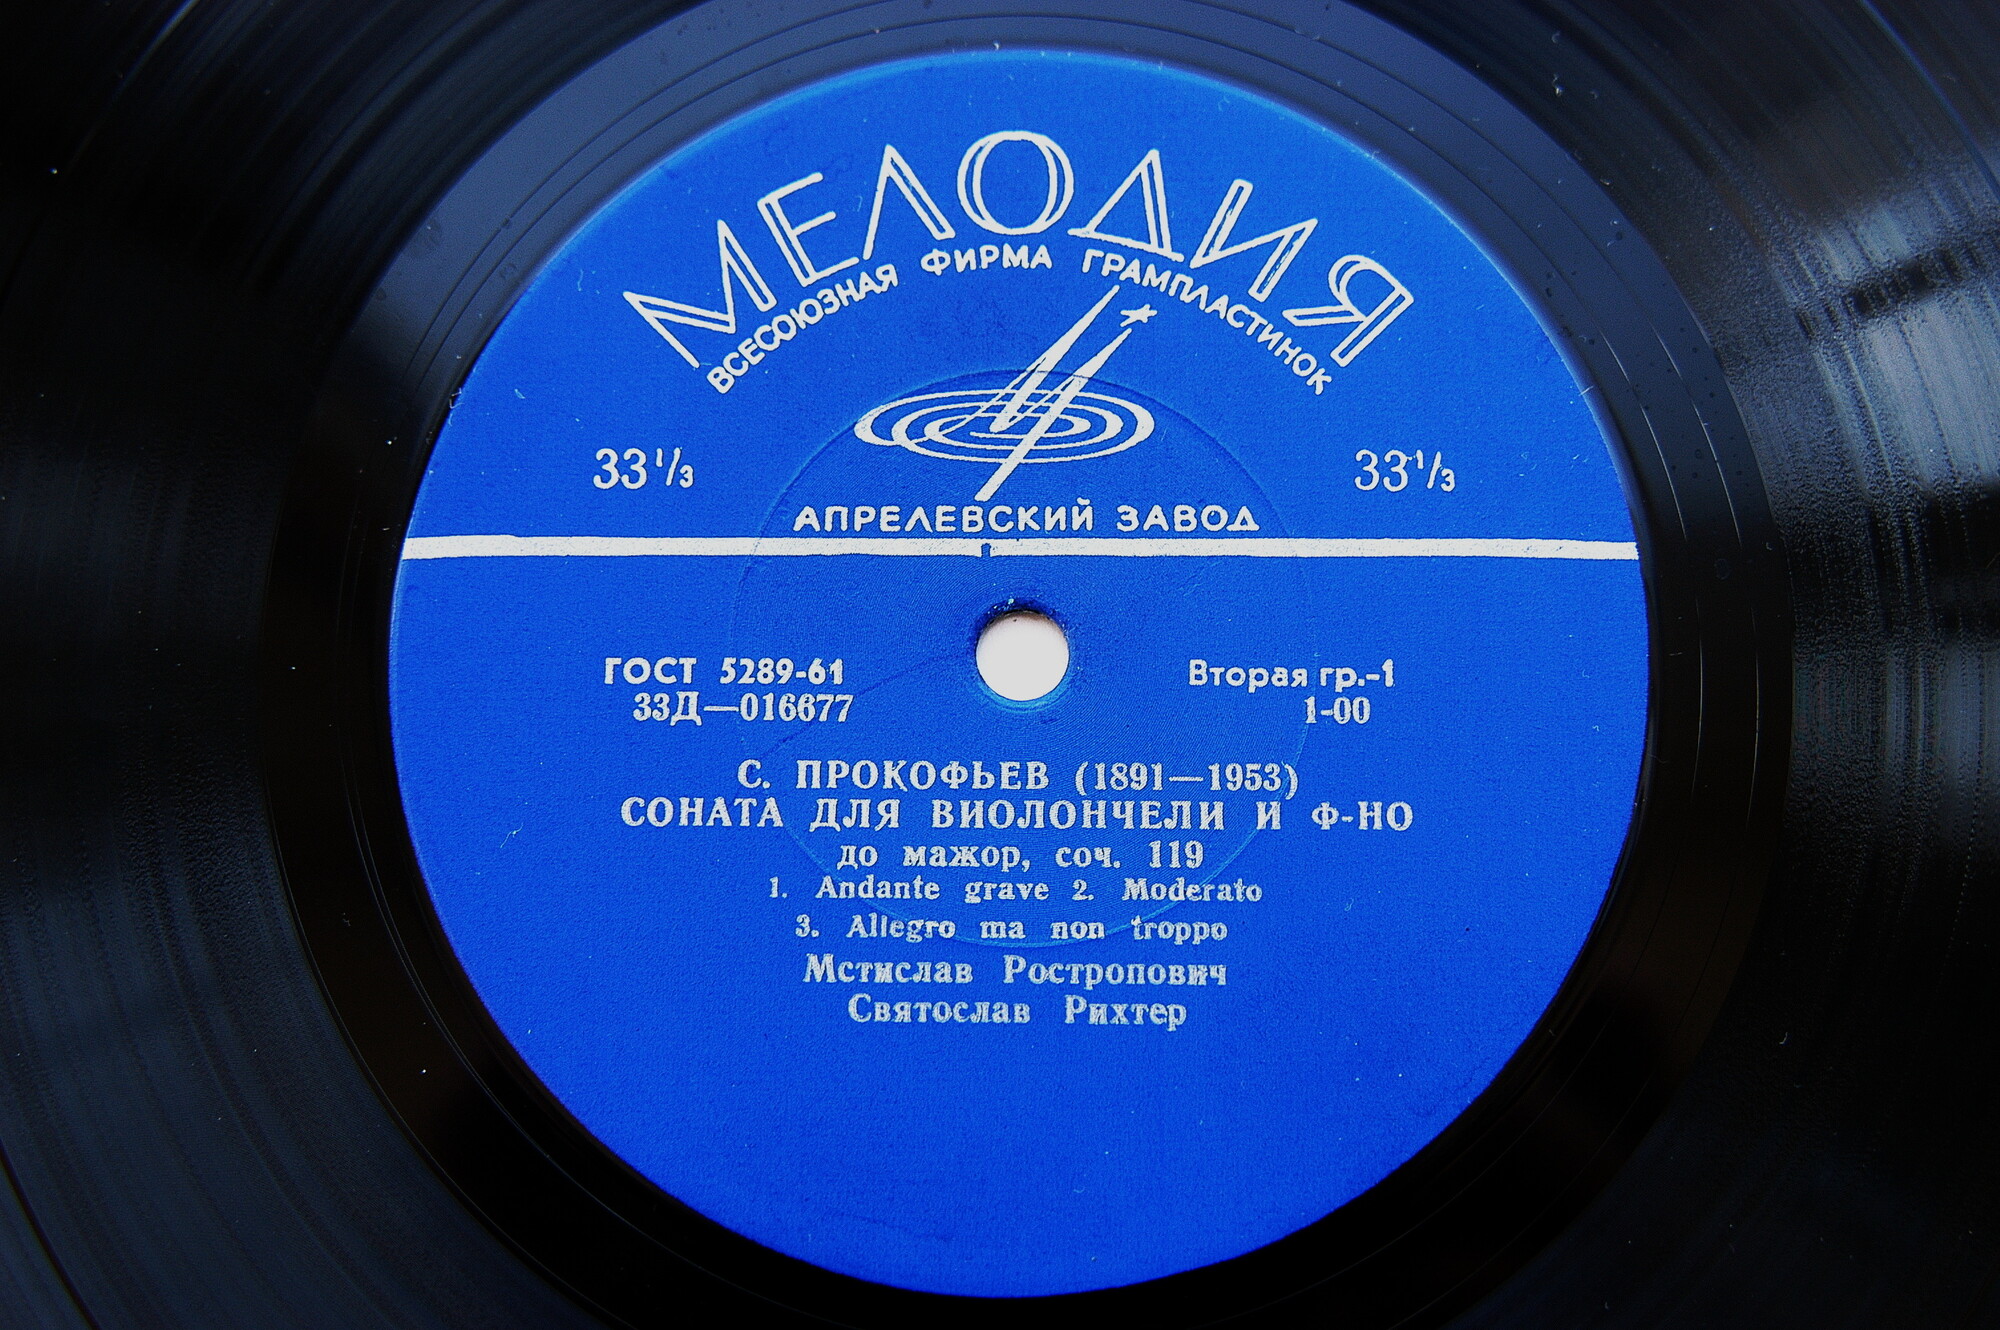 МЕЛОДИЯ
ВСЕСОЮЗНАЯ ФИРМА ГРАМПЛАСТИНОК
33 1/3 33 1/3
АПРЕЛЕВСКИЙ ЗАВОД
ГОСТ 5289-61 Вторая гр.-1
33Д—016677 1-00
С. ПРОКОФЬЕВ (1891—1953)
СОНАТА ДЛЯ ВИОЛОНЧЕЛИ И Ф-НО
до мажор, соч. 119
1. Andante grave 2. Moderato
3. Allegro ma non troppo
Мстислав Ростропович
Святослав Рихтер